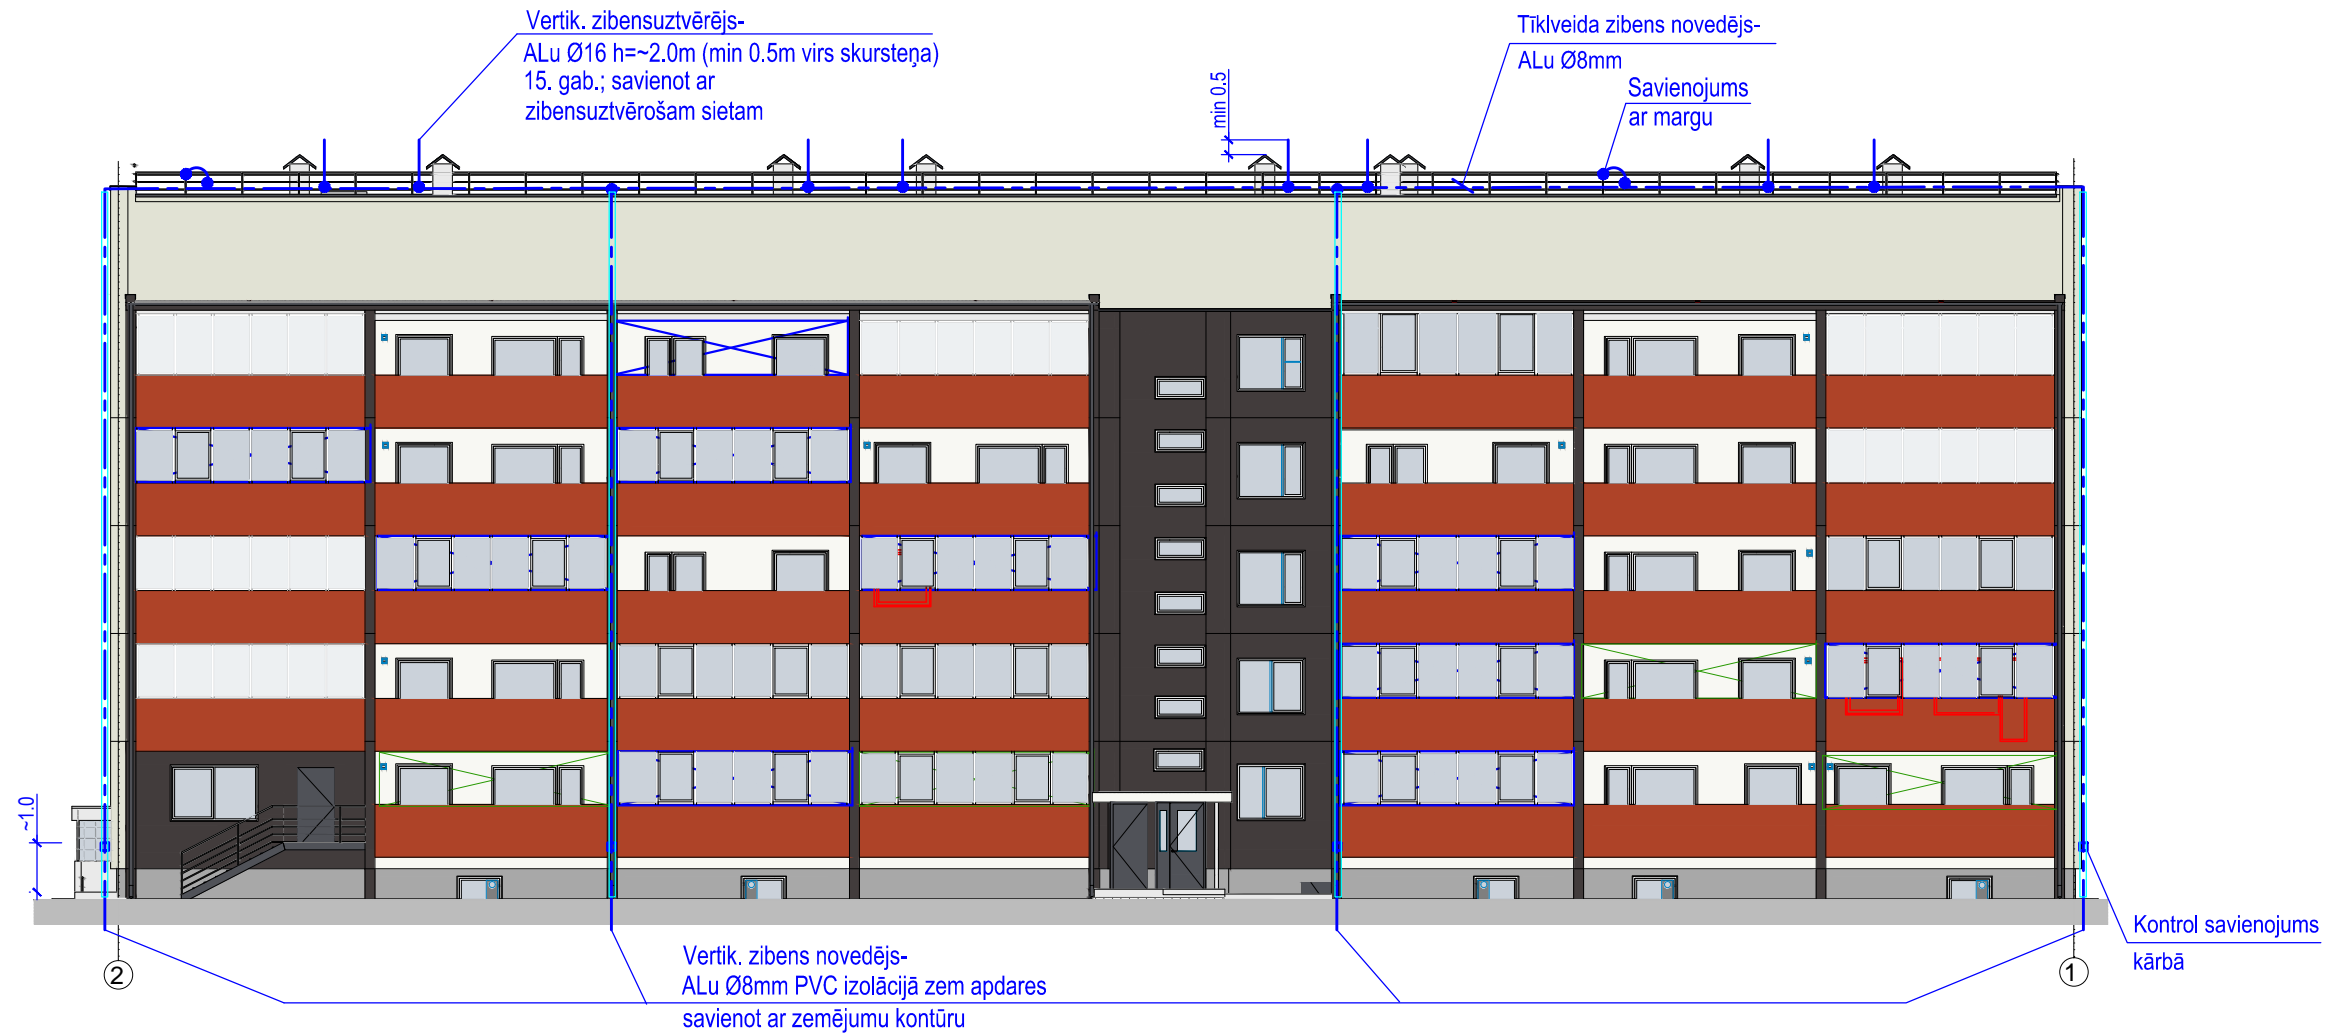 Vertik. zibensuztvērējs-
ALu Ø16 h=~2.0m (min 0.5m virs skursteņa)
15. gab.; savienot ar
zibensuztvērošam sietam
min 0.5
Tīklveida zibens novedējs-
ALu Ø8mm
Savienojums
ar margu
~1.0
2
Vertik. zibens novedējs-
ALu Ø8mm PVC izolācijā zem apdares
savienot ar zemējumu kontūru
1
Kontrol savienojums
kārbā